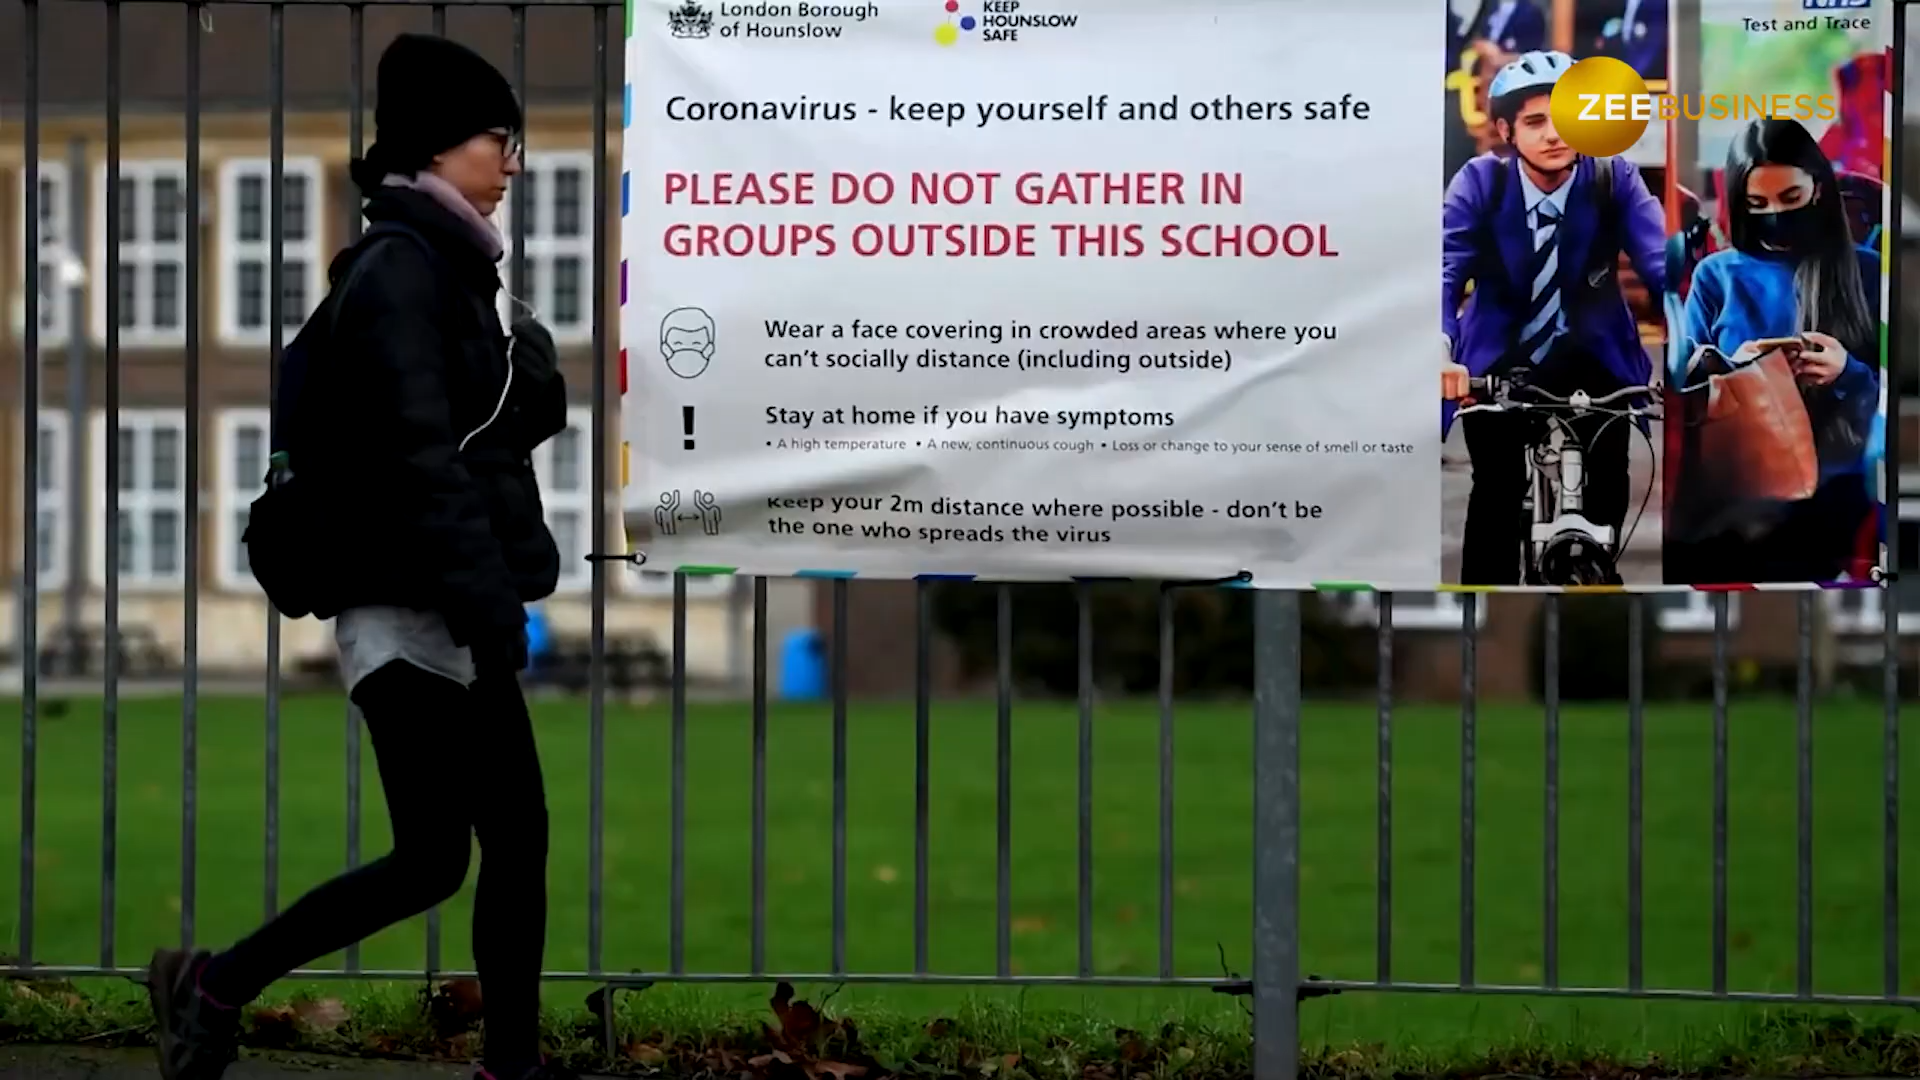 London Borough
of Hounslow
KEEP
HOUNSLOW
SAFE
NHS
Test and Trace
ZEEBUSINESS
Coronavirus - keep yourself and others safe
PLEASE DO NOT GATHER IN
GROUPS OUTSIDE THIS SCHOOL
Wear a face covering in crowded areas where you
can't socially distance (including outside)
! Stay at home if you have symptoms
• A high temperature • A new, continuous cough • Loss or change to your sense of smell or taste
Keep your 2m distance where possible - don't be
the one who spreads the virus